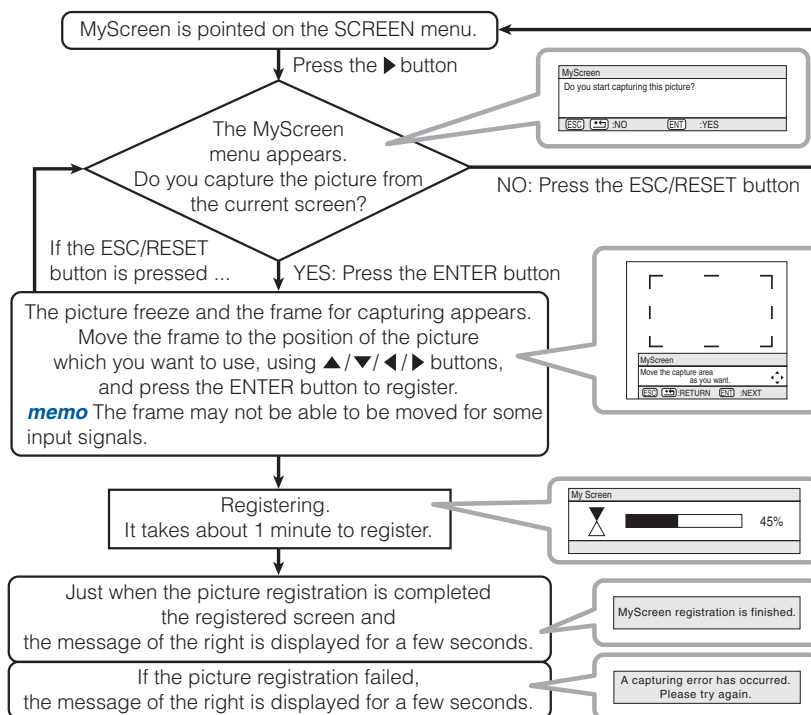 MyScreen is pointed on the SCREEN menu.
Press the ▶ button
MyScreen
Do you start capturing this picture?
ESC :NO ENT :YES
The MyScreen
menu appears.
Do you capture the picture from
the current screen?
NO: Press the ESC/RESET button
If the ESC/RESET
button is pressed ...
YES: Press the ENTER button
The picture freeze and the frame for capturing appears.
Move the frame to the position of the picture
which you want to use, using ▲/▼/◀/▶ buttons,
and press the ENTER button to register.
memo The frame may not be able to be moved for some
input signals.
MyScreen
Move the capture area
as you want.
ESC :RETURN ENT :NEXT
Registering.
It takes about 1 minute to register.
My Screen
45%
Just when the picture registration is completed
the registered screen and
the message of the right is displayed for a few seconds.
MyScreen registration is finished.
If the picture registration failed,
the message of the right is displayed for a few seconds.
A capturing error has occurred.
Please try again.